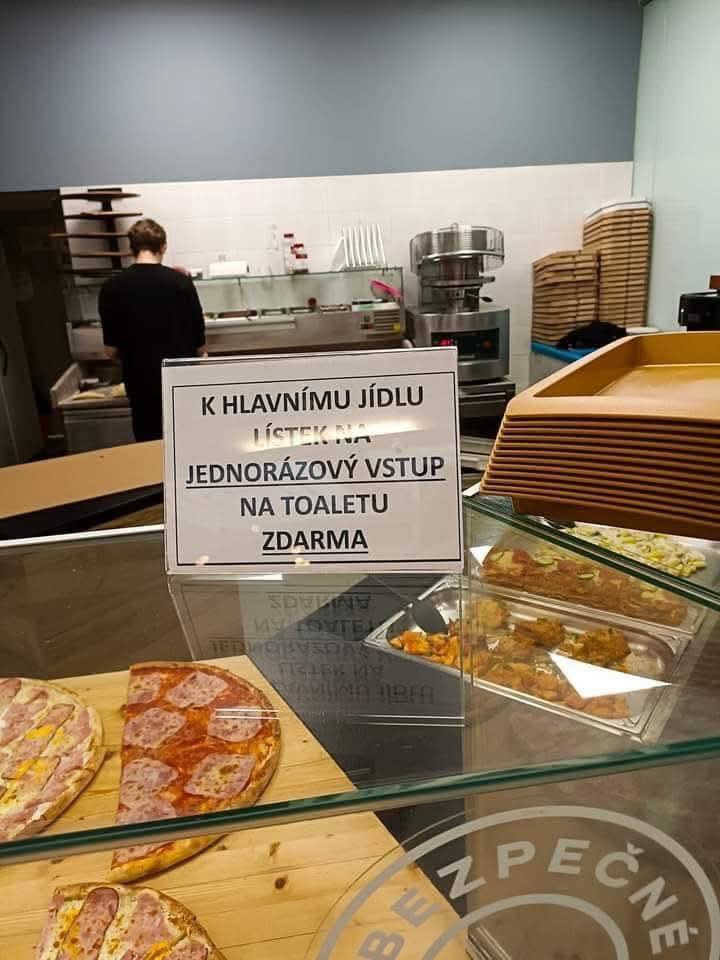 K HLAVNÍMU JÍDLU
LÍSTEK NA
JEDNORÁZOVÝ VSTUP
NA TOALETU
ZDARMA
BEZPEČNÉ